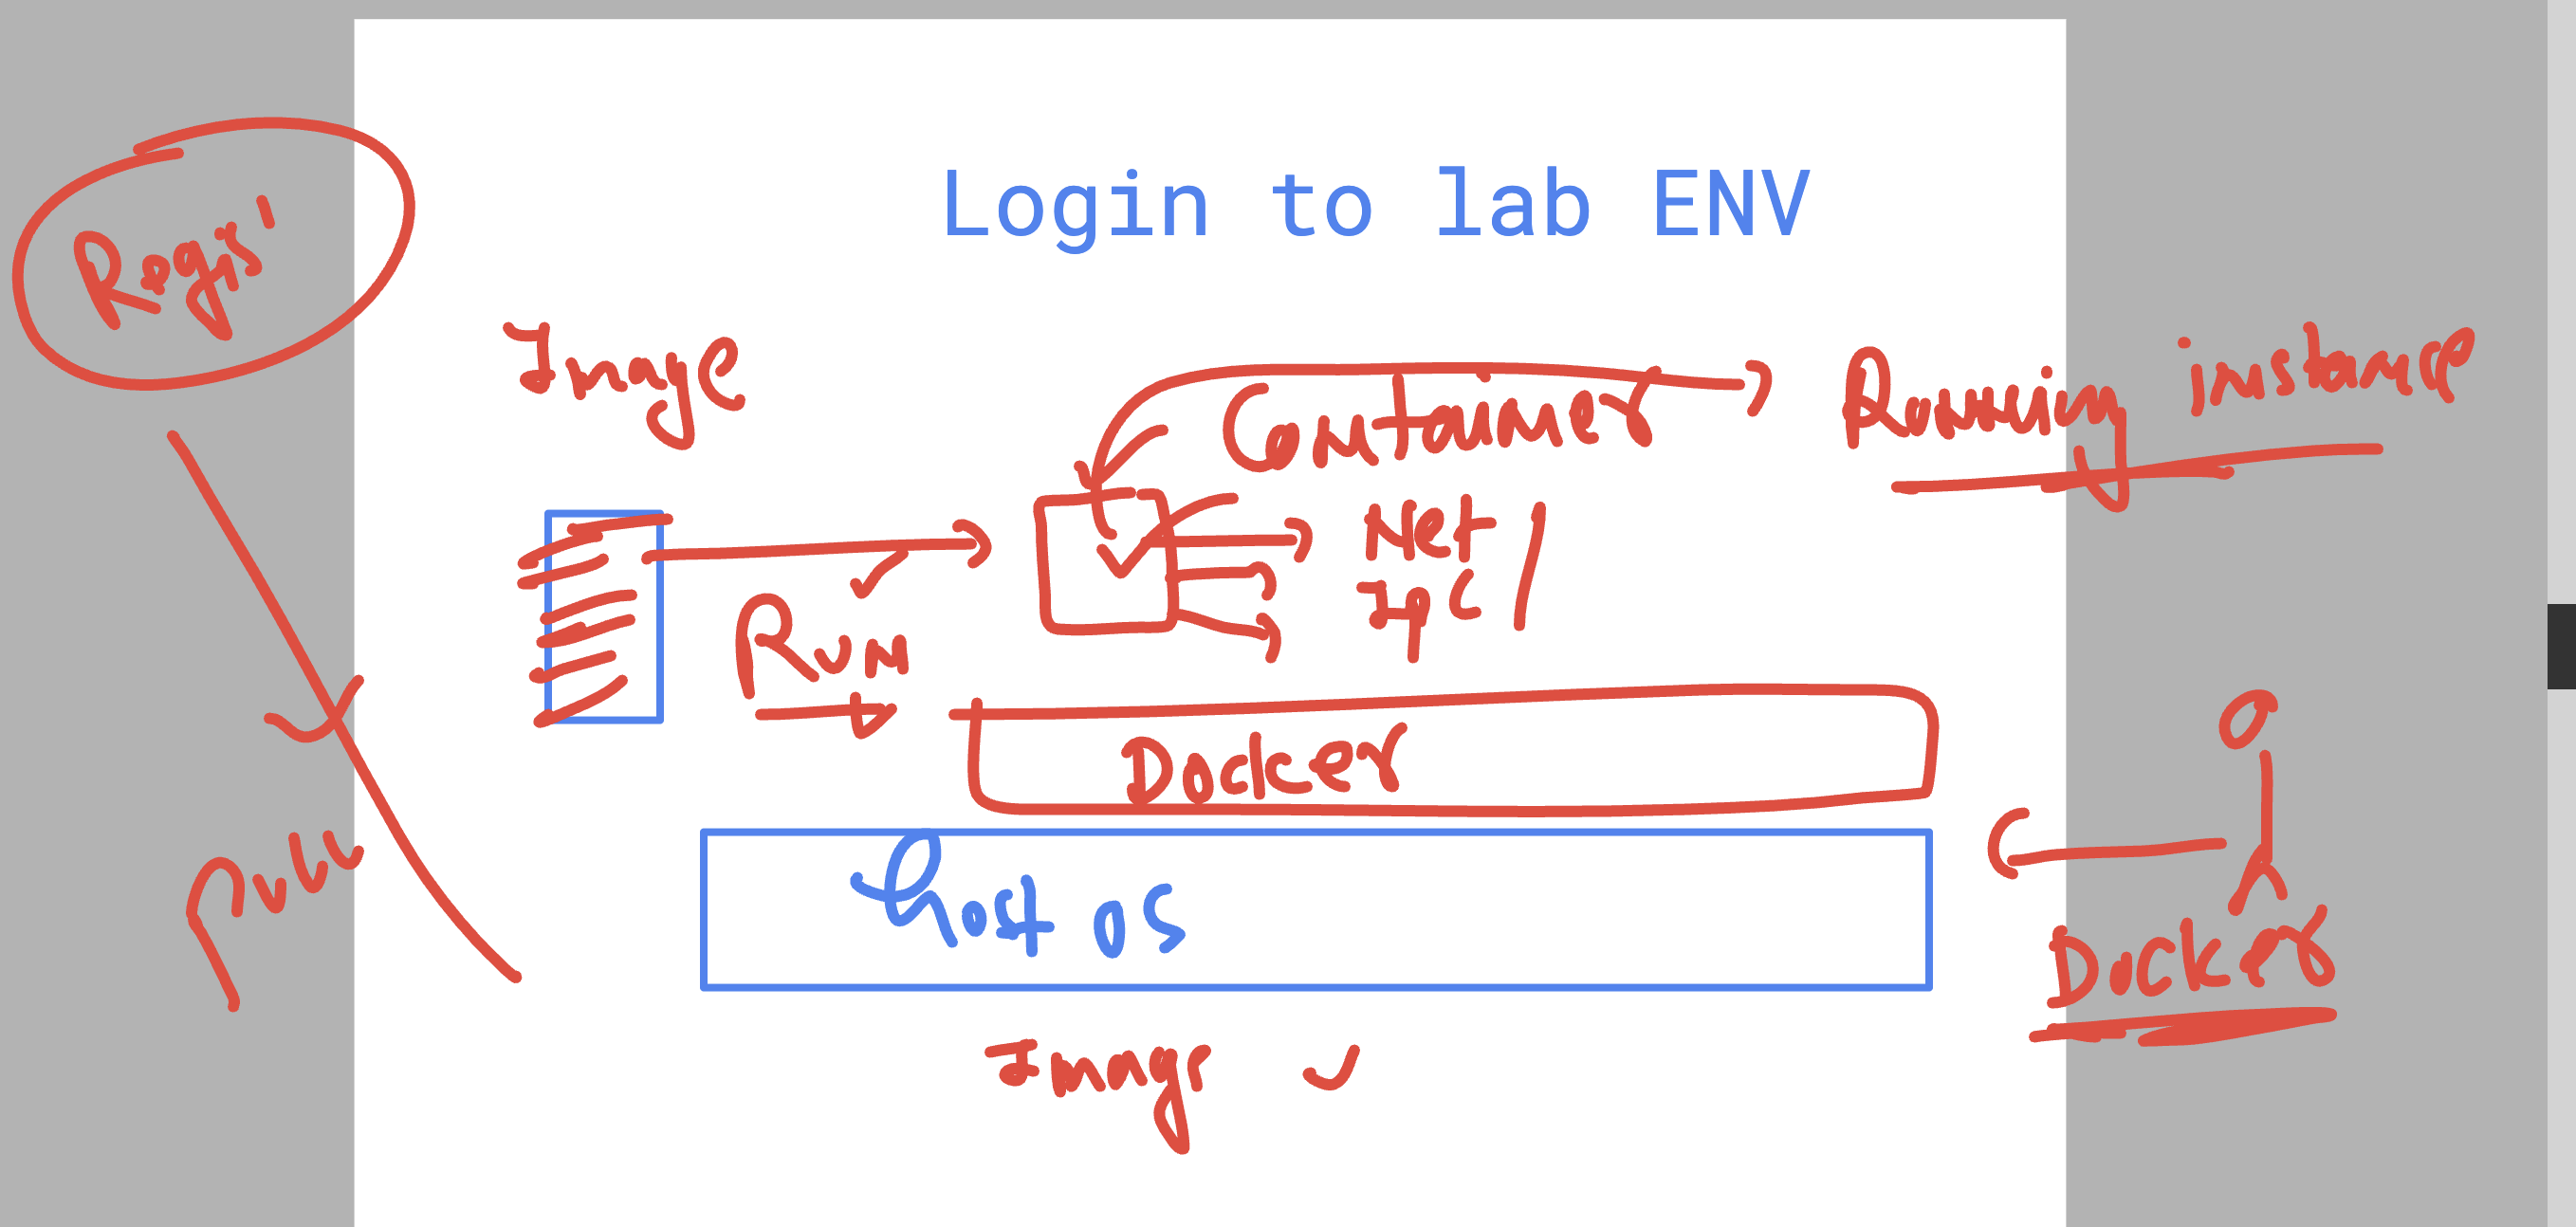 Login to lab ENV
Regis'
Image
Container
Running instance
Net
Ipc
Run
Docker
Pull
Host OS
Docker
Image